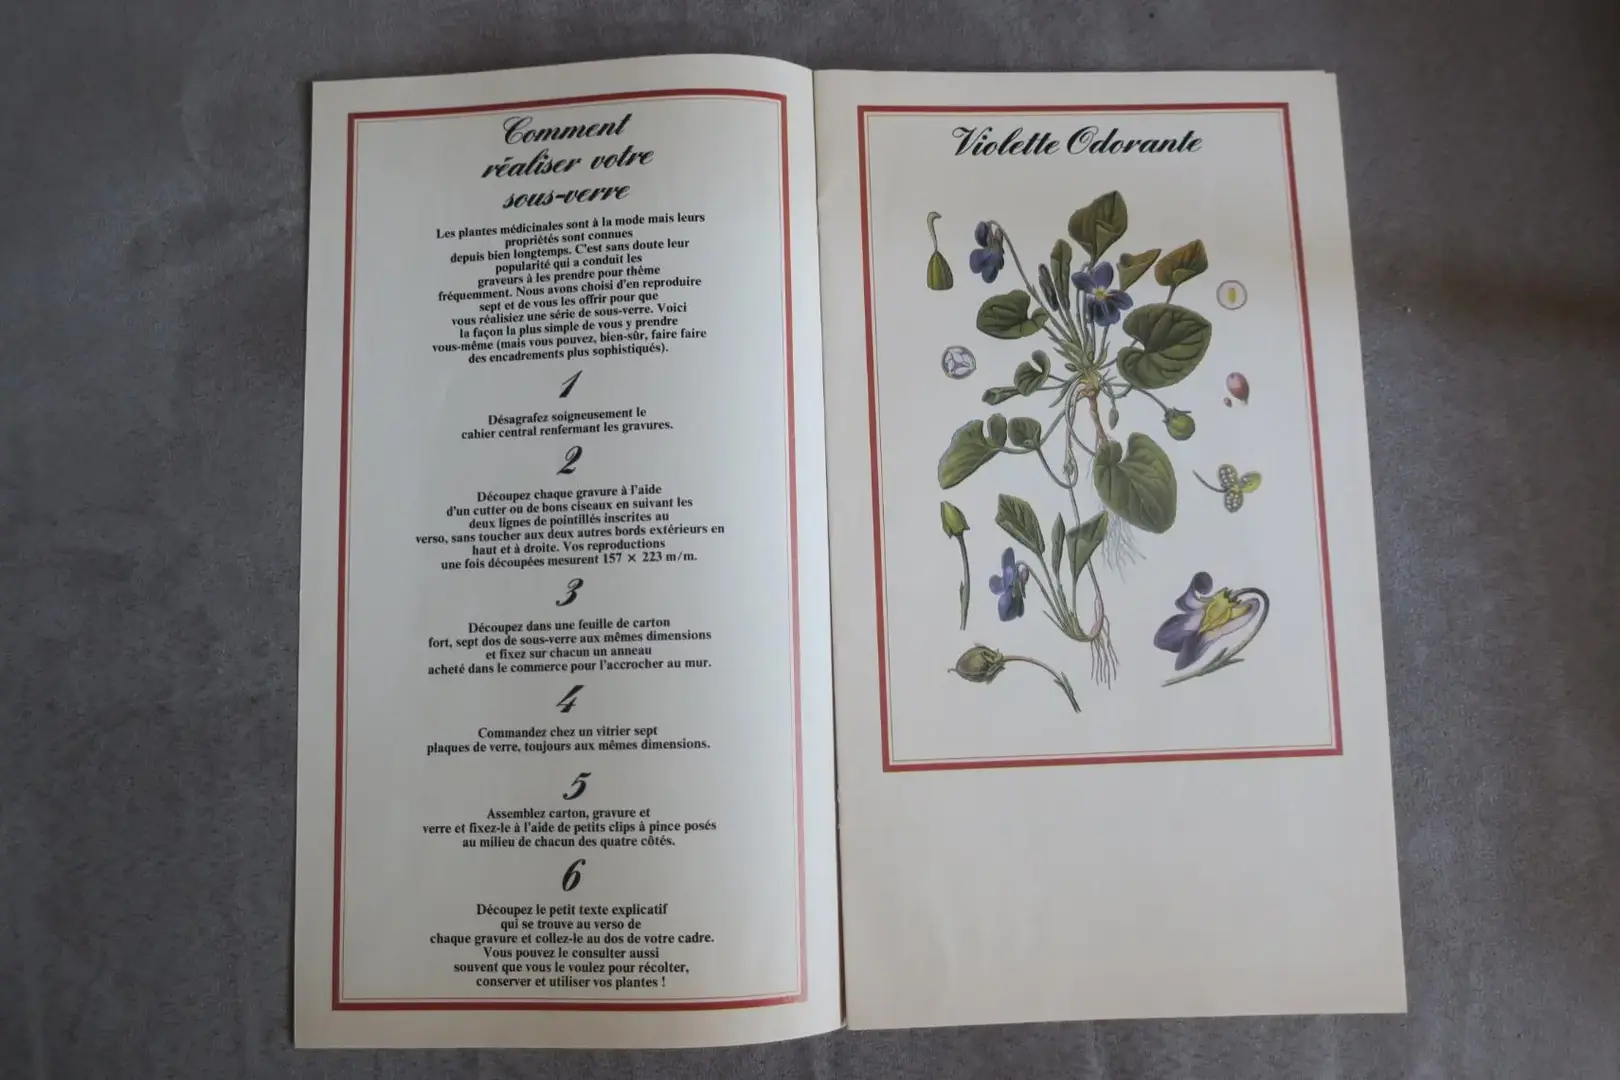 Comment
réaliser votre
sous-verre
Les plantes médicinales sont à la mode mais leurs
propriétés sont connues
depuis bien longtemps. C'est sans doute leur
popularité qui a conduit les
graveurs à les prendre pour thème
fréquemment. Nous avons choisi d'en reproduire
sept et de vous les offrir pour que
vous réalisiez une série de sous-verre. Voici
la façon la plus simple de vous y prendre
vous-même (mais vous pouvez, bien-sûr, faire faire
des encadrements plus sophistiqués).
1
Désagrafez soigneusement le
cahier central renfermant les gravures.
2
Découpez chaque gravure à l'aide
d'un cutter ou de bons ciseaux en suivant les
deux lignes de pointillés inscrites au
verso, sans toucher aux deux autres bords extérieurs en
haut et à droite. Vos reproductions
une fois découpées mesurent 157 × 223 m/m.
3
Découpez dans une feuille de carton
fort, sept dos de sous-verre aux mêmes dimensions
et fixez sur chacun un anneau
acheté dans le commerce pour l'accrocher au mur.
4
Commandez chez un vitrier sept
plaques de verre, toujours aux mêmes dimensions.
5
Assemblez carton, gravure et
verre et fixez-le à l'aide de petits clips à pince posés
au milieu de chacun des quatre côtés.
6
Découpez le petit texte explicatif
qui se trouve au verso de
chaque gravure et collez-le au dos de votre cadre.
Vous pouvez le consulter aussi
souvent que vous le voulez pour récolter,
conserver et utiliser vos plantes !
Violette Odorante